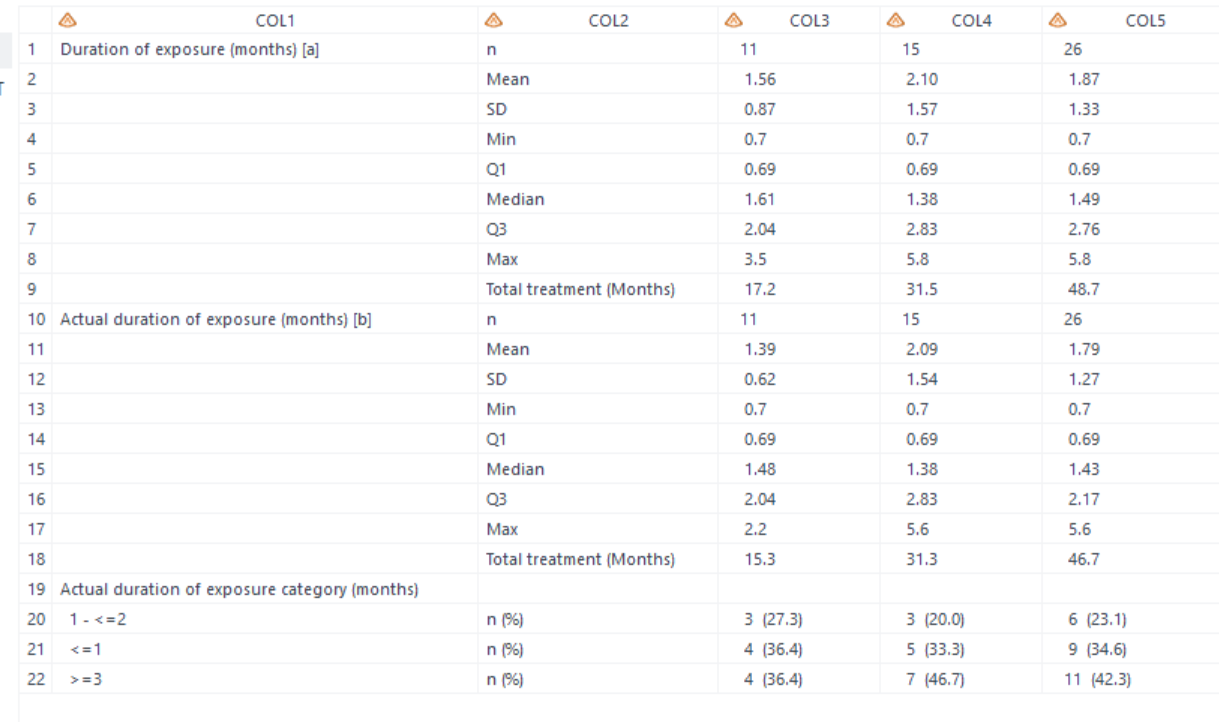 COL1 COL2 COL3 COL4 COL5
1 Duration of exposure (months) [a] n 11 15 26
2 Mean 1.56 2.10 1.87
3 SD 0.87 1.57 1.33
4 Min 0.7 0.7 0.7
5 Q1 0.69 0.69 0.69
6 Median 1.61 1.38 1.49
7 Q3 2.04 2.83 2.76
8 Max 3.5 5.8 5.8
9 Total treatment (Months) 17.2 31.5 48.7
10 Actual duration of exposure (months) [b] n 11 15 26
11 Mean 1.39 2.09 1.79
12 SD 0.62 1.54 1.27
13 Min 0.7 0.7 0.7
14 Q1 0.69 0.69 0.69
15 Median 1.48 1.38 1.43
16 Q3 2.04 2.83 2.17
17 Max 2.2 5.6 5.6
18 Total treatment (Months) 15.3 31.3 46.7
19 Actual duration of exposure category (months)
20 1 - <=2 n (%) 3 (27.3) 3 (20.0) 6 (23.1)
21 <=1 n (%) 4 (36.4) 5 (33.3) 9 (34.6)
22 >=3 n (%) 4 (36.4) 7 (46.7) 11 (42.3)